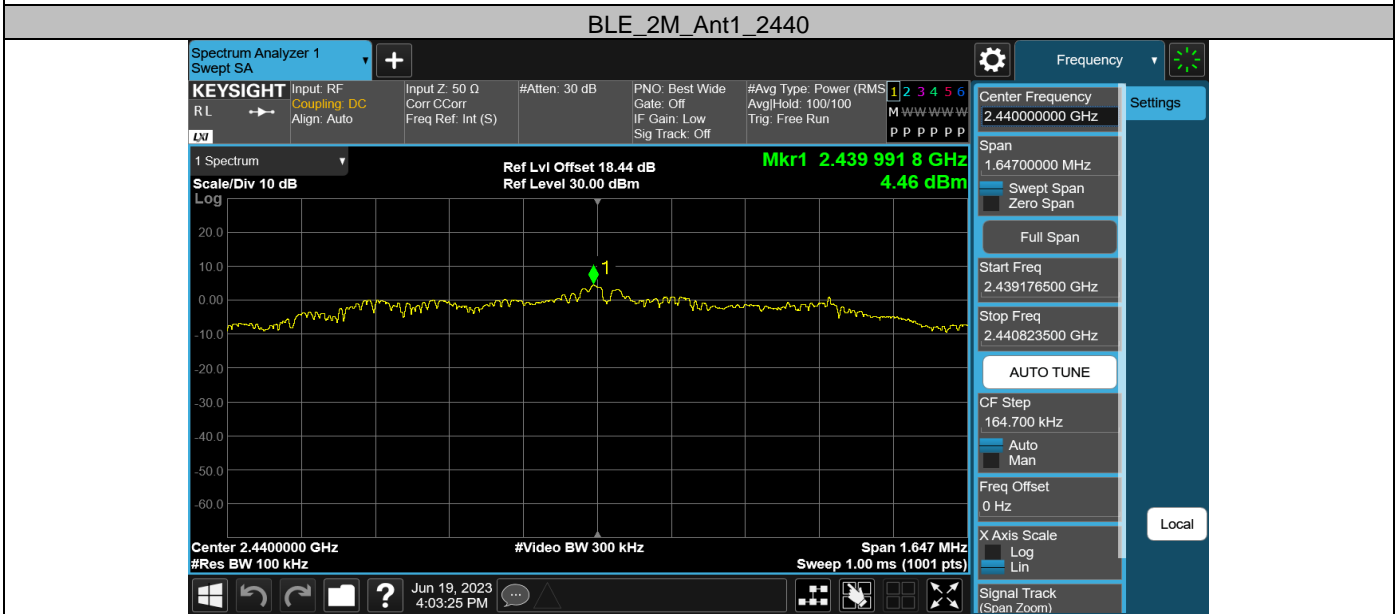 BLE_2M_Ant1_2440
Spectrum Analyzer 1
Swept SA
Frequency
KEYSIGHT
RL
LXI
Input: RF
Coupling: DC
Align: Auto
Input Z: 50 Ω
Corr CCorr
Freq Ref: Int (S)
#Atten: 30 dB
PNO: Best Wide
Gate: Off
IF Gain: Low
Sig Track: Off
#Avg Type: Power (RMS
Avg|Hold: 100/100
Trig: Free Run
1 2 3 4 5 6
M W W W W W
P P P P P P
1 Spectrum
Scale/Div 10 dB
Ref Lvl Offset 18.44 dB
Ref Level 30.00 dBm
Mkr1 2.439 991 8 GHz
4.46 dBm
Log
20.0
10.0
0.00
-10.0
-20.0
-30.0
-40.0
-50.0
-60.0
1
Center 2.4400000 GHz
#Res BW 100 kHz
#Video BW 300 kHz
Span 1.647 MHz
Sweep 1.00 ms (1001 pts)
Jun 19, 2023
4:03:25 PM
?
Center Frequency
2.440000000 GHz
Settings
Span
1.64700000 MHz
Swept Span
Zero Span
Full Span
Start Freq
2.439176500 GHz
Stop Freq
2.440823500 GHz
AUTO TUNE
CF Step
164.700 kHz
Auto
Man
Freq Offset
0 Hz
Local
X Axis Scale
Log
Lin
Signal Track
(Span Zoom)